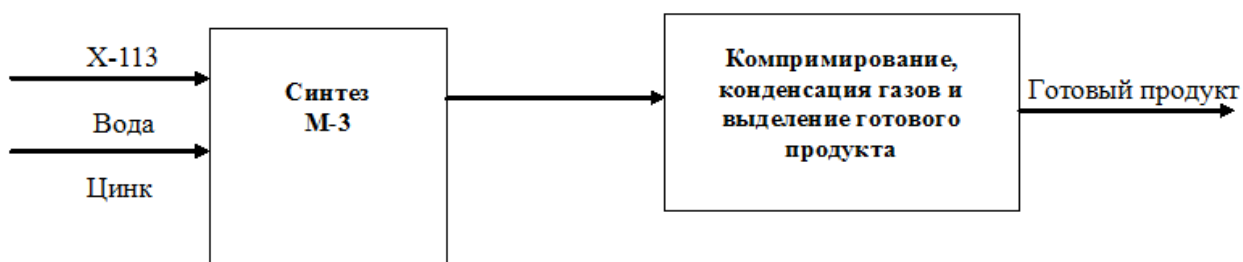 Х-113
Вода
Цинк
Синтез
М-3
Компримирование,
конденсация газов и
выделение готового
продукта
Готовый продукт